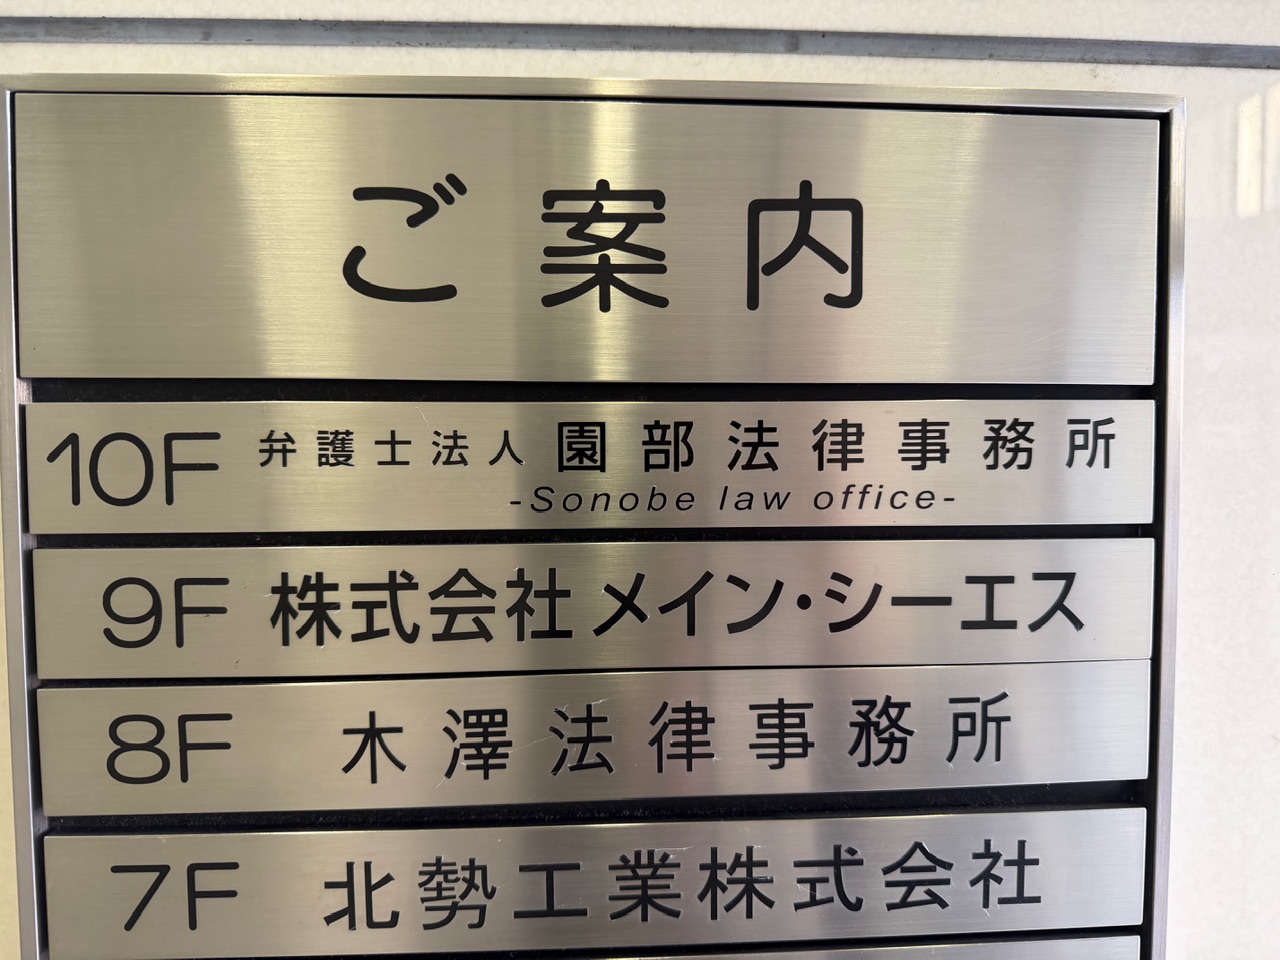 ご案内
10F 弁護士法人 園部法律事務所
-Sonobe law office-
9F 株式会社メイン・シーエス
8F 木澤法律事務所
7F 北勢工業株式会社